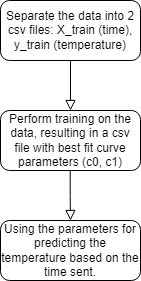 Separate the data into 2
csv files: X_train (time),
y_train (temperature)
Perform training on the
data, resulting in a csv
file with best fit curve
parameters (c0, c1)
Using the parameters for
predicting the
temperature based on the
time sent.